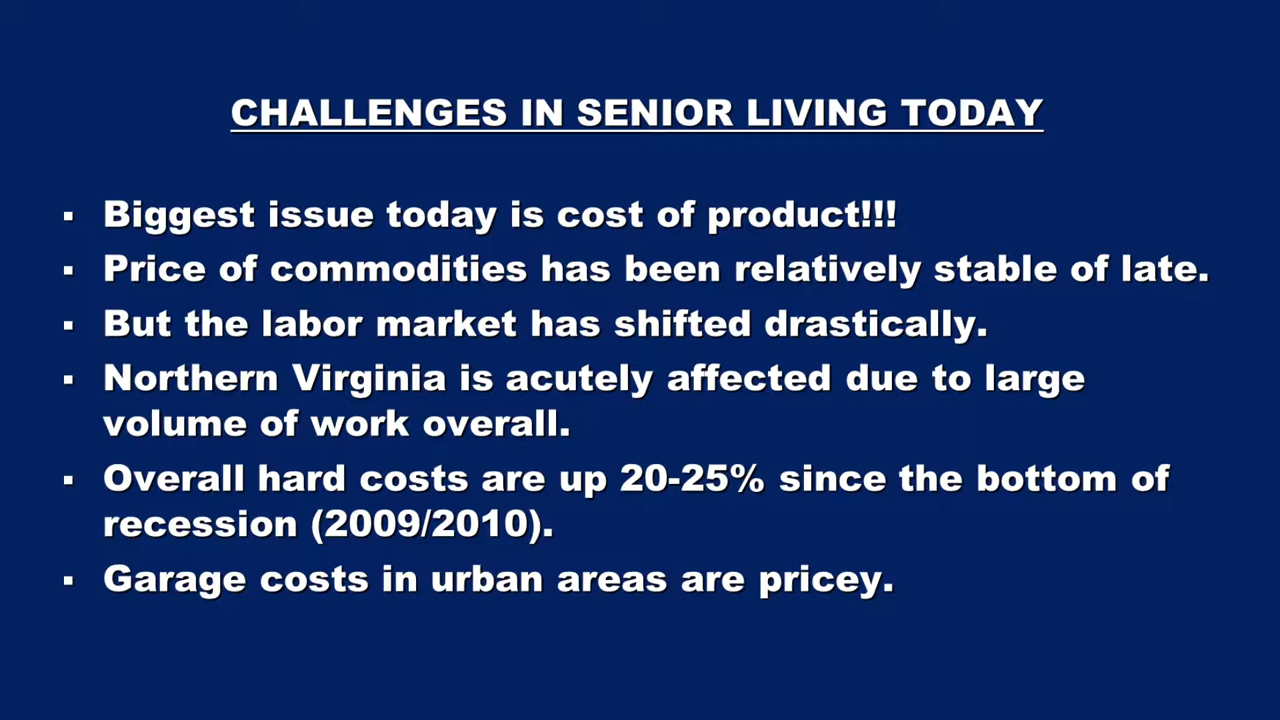 CHALLENGES IN SENIOR LIVING TODAY
▪ Biggest issue today is cost of product!!!
▪ Price of commodities has been relatively stable of late.
▪ But the labor market has shifted drastically.
▪ Northern Virginia is acutely affected due to large
volume of work overall.
▪ Overall hard costs are up 20-25% since the bottom of
recession (2009/2010).
▪ Garage costs in urban areas are pricey.